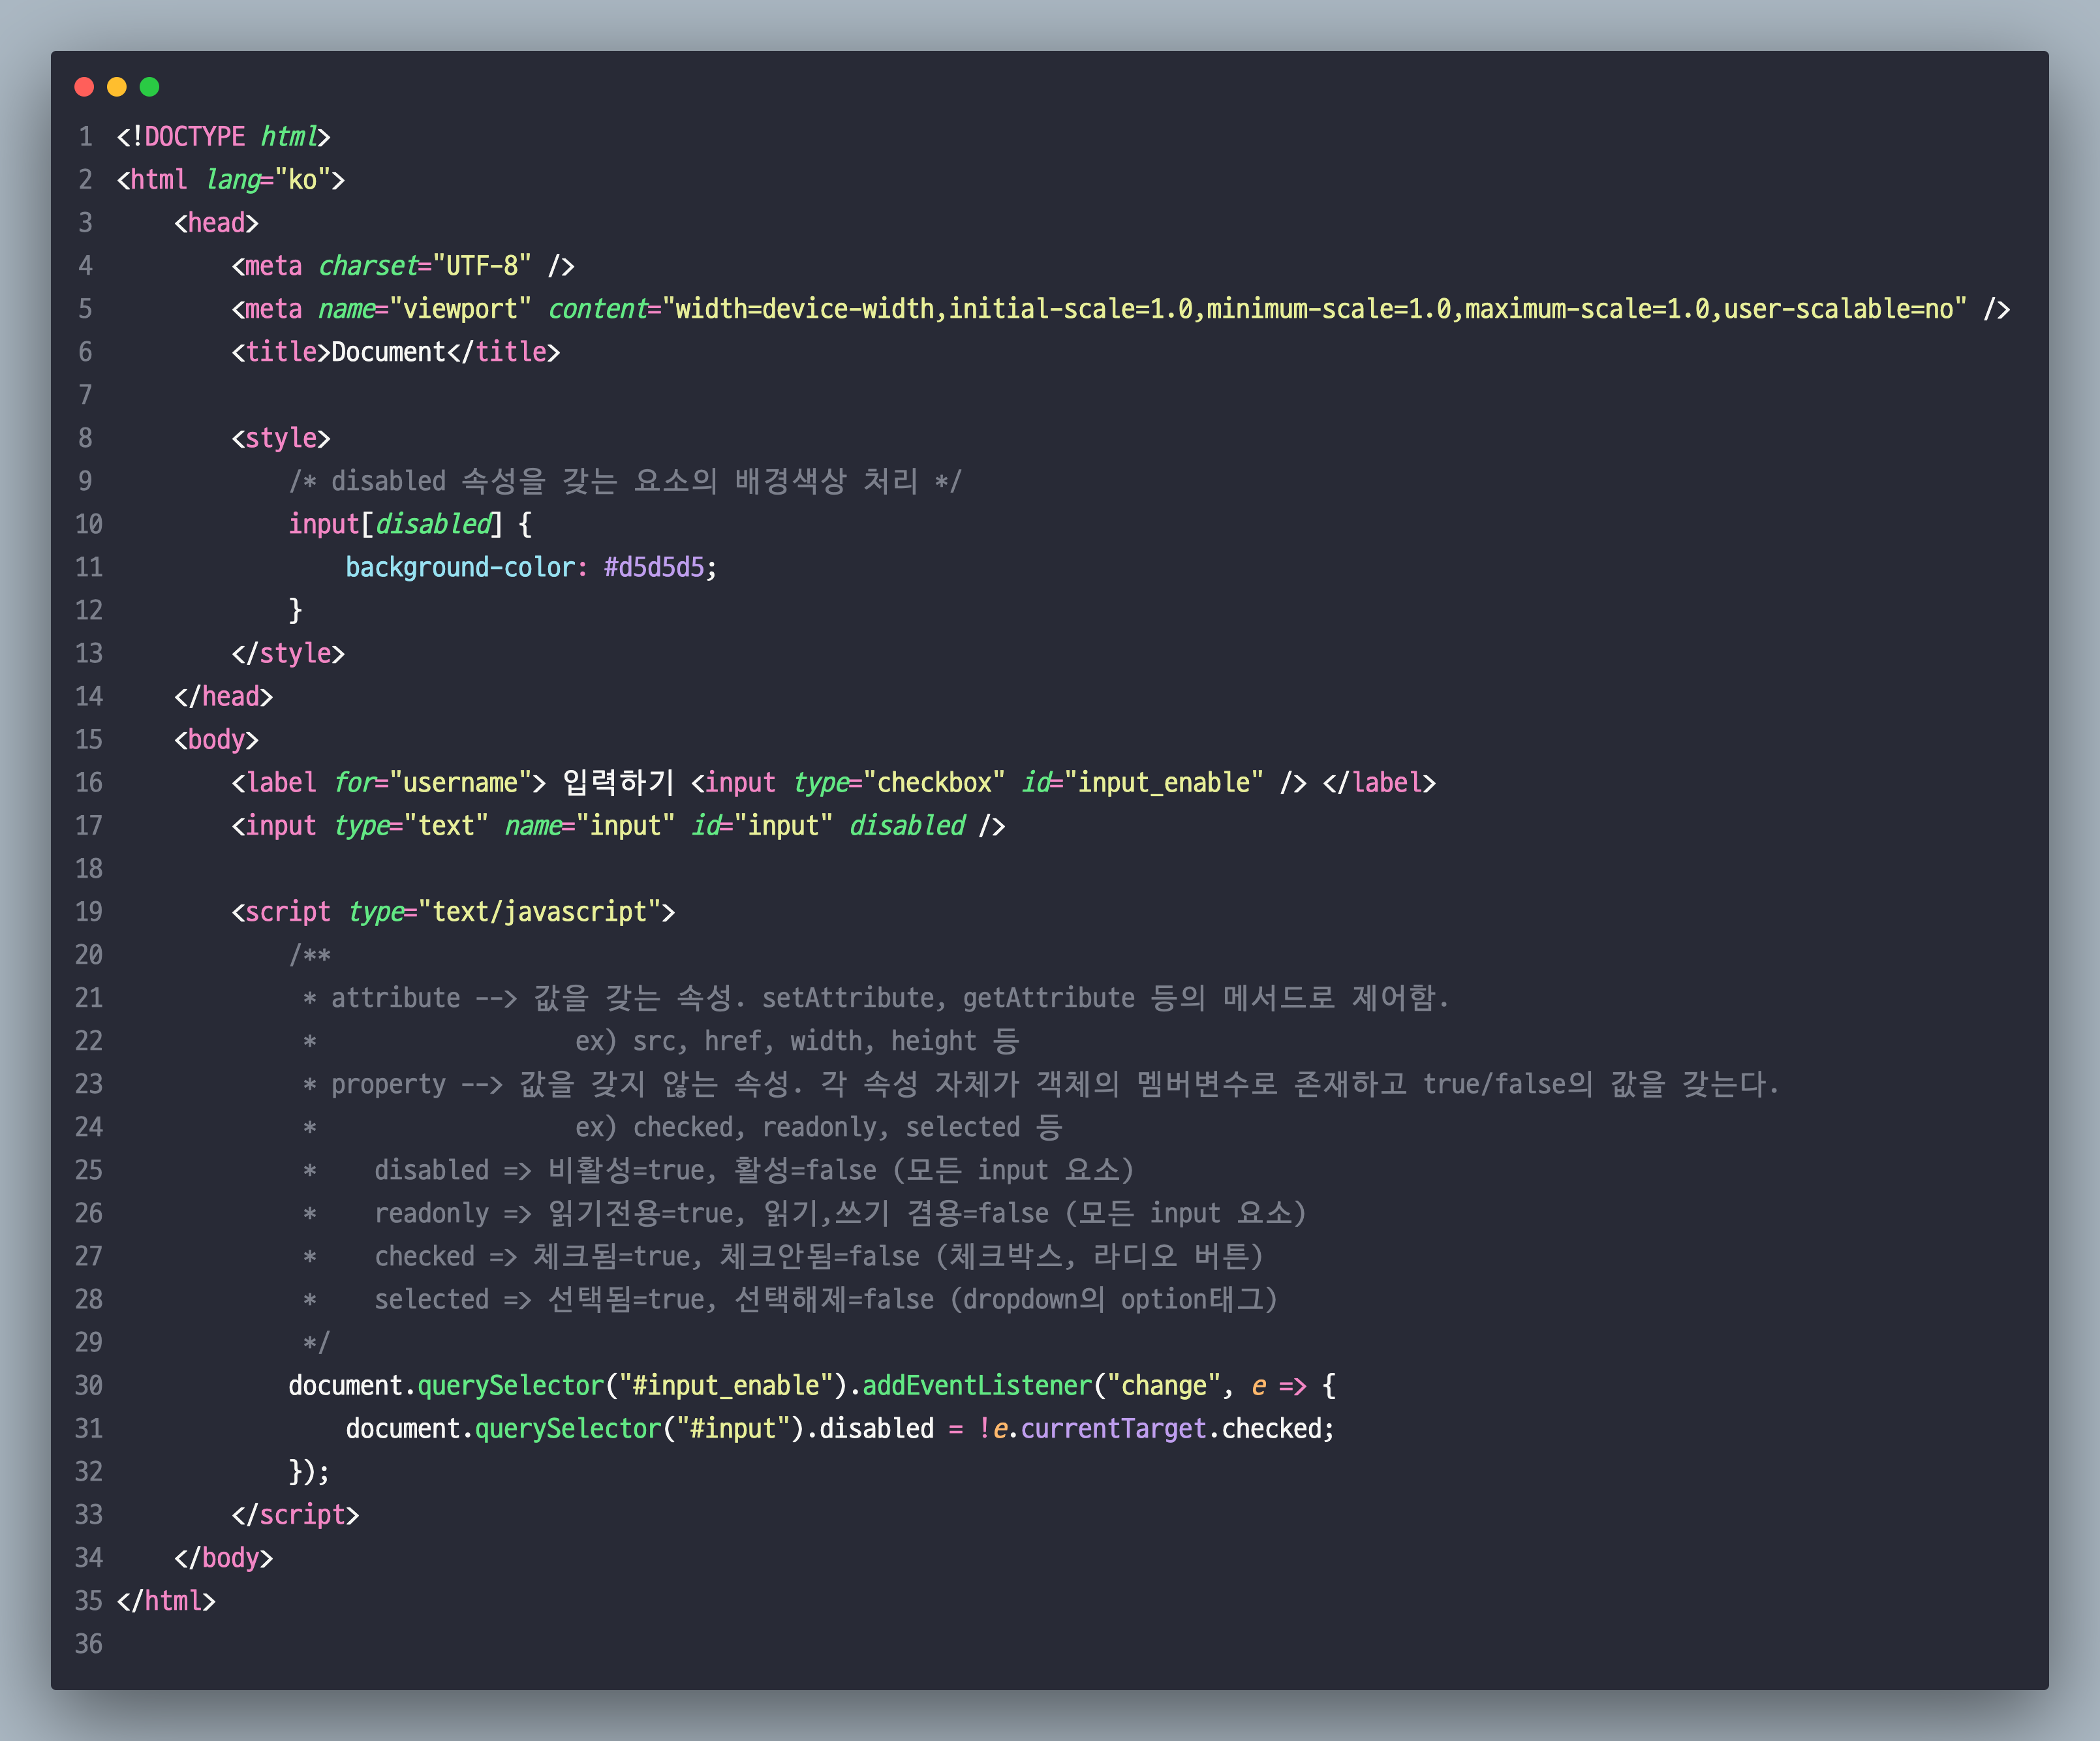 1 <!DOCTYPE html>
2 <html lang="ko">
3     <head>
4         <meta charset="UTF-8" />
5         <meta name="viewport" content="width=device-width,initial-scale=1.0,minimum-scale=1.0,maximum-scale=1.0,user-scalable=no" />
6         <title>Document</title>
7
8         <style>
9             /* disabled 속성을 갖는 요소의 배경색상 처리 */
10             input[disabled] {
11                 background-color: #d5d5d5;
12             }
13         </style>
14     </head>
15     <body>
16         <label for="username"> 입력하기 <input type="checkbox" id="input_enable" /> </label>
17         <input type="text" name="input" id="input" disabled />
18
19         <script type="text/javascript">
20             /**
21              * attribute --> 값을 갖는 속성. setAttribute, getAttribute 등의 메서드로 제어함.
22              *                  ex) src, href, width, height 등
23              * property --> 값을 갖지 않는 속성. 각 속성 자체가 객체의 멤버변수로 존재하고 true/false의 값을 갖는다.
24              *                  ex) checked, readonly, selected 등
25              *    disabled => 비활성=true, 활성=false (모든 input 요소)
26              *    readonly => 읽기전용=true, 읽기,쓰기 겸용=false (모든 input 요소)
27              *    checked => 체크됨=true, 체크안됨=false (체크박스, 라디오 버튼)
28              *    selected => 선택됨=true, 선택해제=false (dropdown의 option태그)
29              */
30             document.querySelector("#input_enable").addEventListener("change", e => {
31                 document.querySelector("#input").disabled = !e.currentTarget.checked;
32             });
33         </script>
34     </body>
35 </html>
36